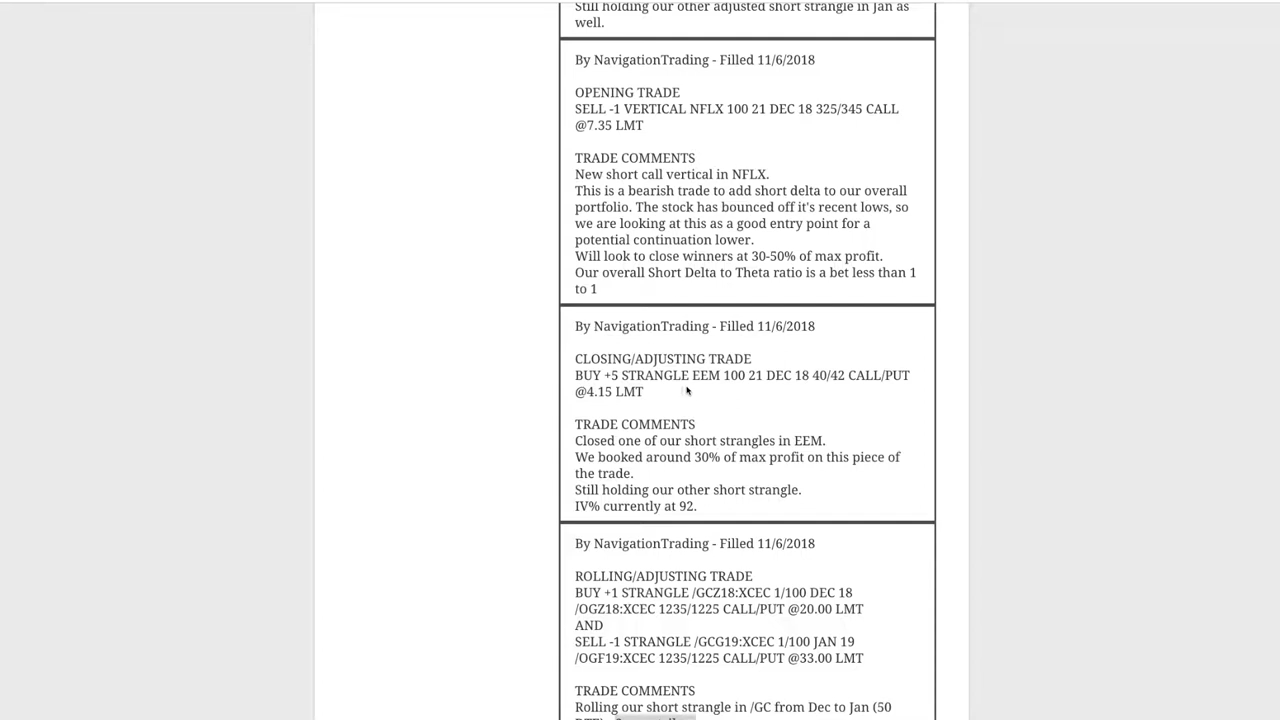 Still holding our other adjusted short strangle in Jan as
well.
By NavigationTrading - Filled 11/6/2018
OPENING TRADE
SELL -1 VERTICAL NFLX 100 21 DEC 18 325/345 CALL
@7.35 LMT
TRADE COMMENTS
New short call vertical in NFLX.
This is a bearish trade to add short delta to our overall
portfolio. The stock has bounced off it's recent lows, so
we are looking at this as a good entry point for a
potential continuation lower.
Will look to close winners at 30-50% of max profit.
Our overall Short Delta to Theta ratio is a bet less than 1
to 1
By NavigationTrading - Filled 11/6/2018
CLOSING/ADJUSTING TRADE
BUY +5 STRANGLE EEM 100 21 DEC 18 40/42 CALL/PUT
@4.15 LMT
TRADE COMMENTS
Closed one of our short strangles in EEM.
We booked around 30% of max profit on this piece of
the trade.
Still holding our other short strangle.
IV% currently at 92.
By NavigationTrading - Filled 11/6/2018
ROLLING/ADJUSTING TRADE
BUY +1 STRANGLE /GCZ18:XCEC 1/100 DEC 18
/OGZ18:XCEC 1235/1225 CALL/PUT @20.00 LMT
AND
SELL -1 STRANGLE /GCG19:XCEC 1/100 JAN 19
/OGF19:XCEC 1235/1225 CALL/PUT @33.00 LMT
TRADE COMMENTS
Rolling our short strangle in /GC from Dec to Jan (50